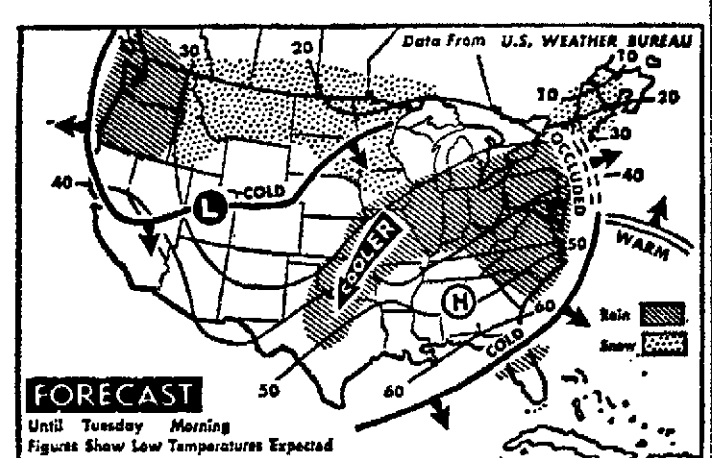 Data From U.S. WEATHER BUREAU
30
20
10
10
20
30
OCCLUDED
40
40
L
COLD
COOLER
50
WARM
H
60
Rain
COLD
Snow
FORECAST
50
60
Until Tuesday Morning
Figures Show Low Temperatures Expected